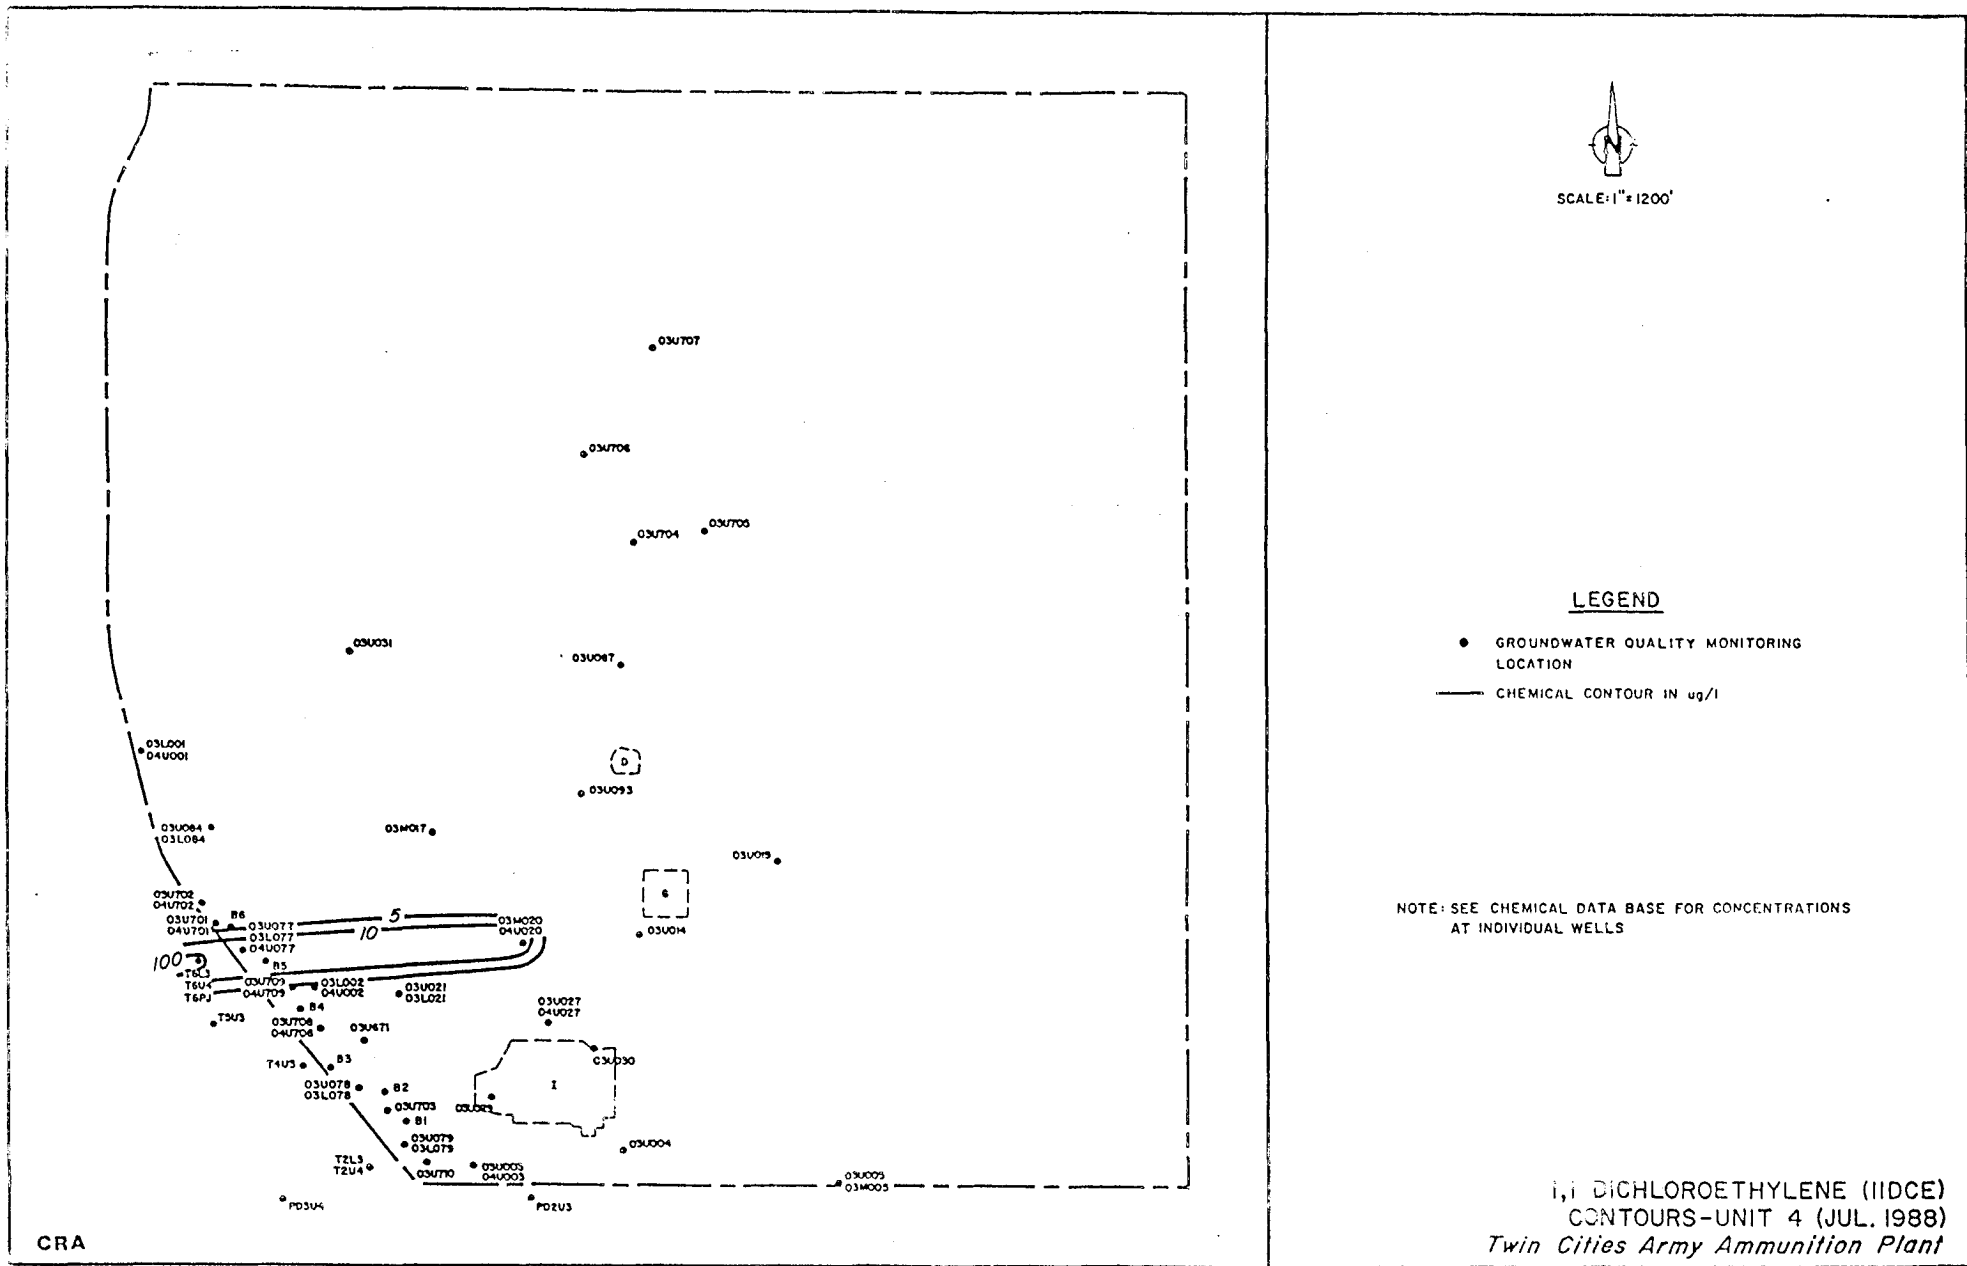 N
SCALE: 1"=1200'
03U707
03U706
03U705
03U704
03U031
03U087
03L001
04U001
D
03U093
03U084
03L084
03M017
03U019
G
03U702
04U702
03U701
04U701
B6
03U077
03L077
04U077
5
10
03M020
04U020
03U014
100
B5
T6L3
T6U4
T6PJ
03U709
04U709
03L002
04U002
03U021
03L021
03U027
04U027
T5U3
B4
03U708
04U708
03U671
03U030
T4U3
B3
I
03U078
03L078
B2
03U029
03U703
B1
03U079
03L079
03U004
T2L3
T2U4
03U710
04U003
03M005
PD3U4
PD2U3
LEGEND
GROUNDWATER QUALITY MONITORING
LOCATION
CHEMICAL CONTOUR IN ug/l
NOTE: SEE CHEMICAL DATA BASE FOR CONCENTRATIONS
AT INDIVIDUAL WELLS
1,1 DICHLOROETHYLENE (11DCE)
CONTOURS-UNIT 4 (JUL. 1988)
Twin Cities Army Ammunition Plant
CRA